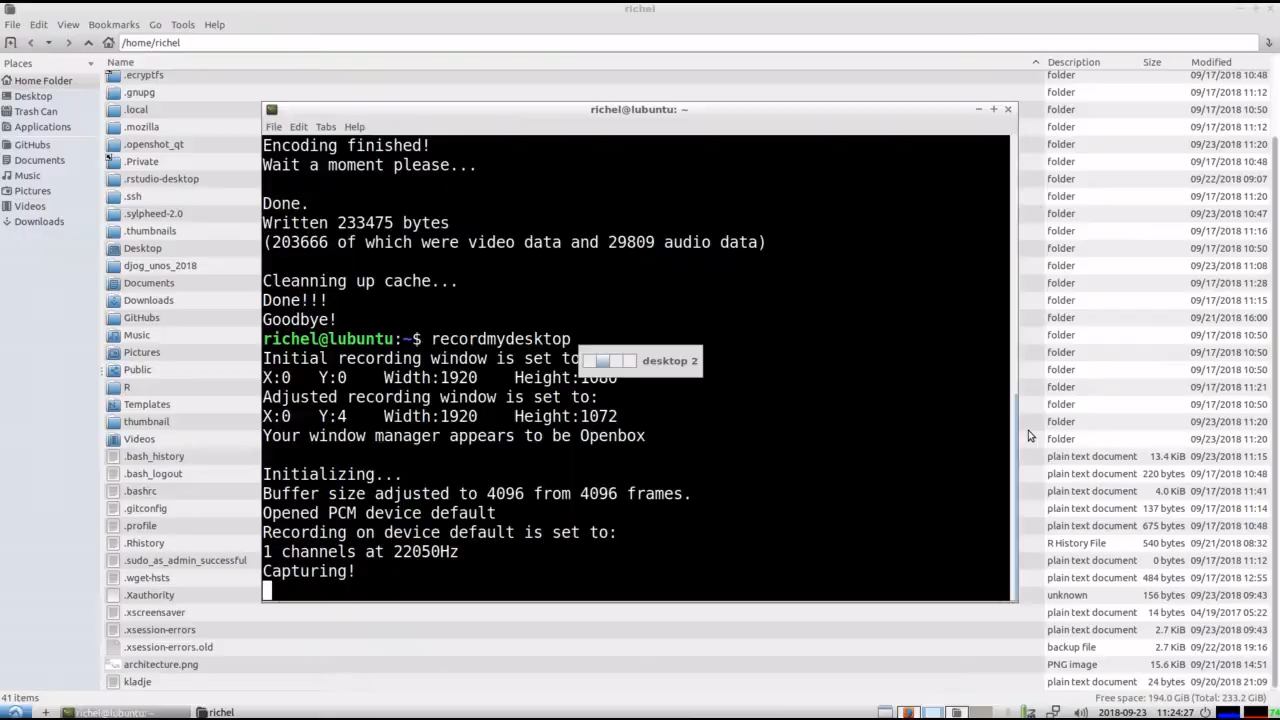 richel
File Edit View Bookmarks Go Tools Help
/home/richel
Places
Home Folder
Desktop
Trash Can
Applications
GitHubs
Documents
Music
Pictures
Videos
Downloads
Name Description Size Modified
.ecryptfs folder 09/17/2018 10:48
.gnupg folder 09/17/2018 11:12
.local folder 09/17/2018 10:50
.mozilla folder 09/17/2018 11:12
.openshot_qt folder 09/23/2018 11:20
.Private folder 09/17/2018 10:48
.rstudio-desktop folder 09/22/2018 09:07
.ssh folder 09/17/2018 11:20
.sylpheed-2.0 folder 09/23/2018 10:47
.thumbnails folder 09/17/2018 11:16
Desktop folder 09/17/2018 10:50
djog_unos_2018 folder 09/23/2018 11:08
Documents folder 09/17/2018 11:28
Downloads folder 09/17/2018 11:15
GitHubs folder 09/21/2018 16:00
Music folder 09/17/2018 11:32
Pictures folder 09/17/2018 10:50
Public folder 09/17/2018 10:50
R folder 09/17/2018 11:21
Templates folder 09/17/2018 10:50
thumbnail folder 09/23/2018 11:20
Videos folder 09/23/2018 11:20
.bash_history plain text document 13.4 KiB 09/23/2018 11:15
.bash_logout plain text document 220 bytes 09/17/2018 10:48
.bashrc plain text document 4.0 KiB 09/17/2018 11:41
.gitconfig plain text document 137 bytes 09/17/2018 11:14
.profile plain text document 675 bytes 09/17/2018 10:48
.Rhistory R History File 540 bytes 09/21/2018 08:32
.sudo_as_admin_successful plain text document 0 bytes 09/17/2018 11:12
.wget-hsts plain text document 484 bytes 09/17/2018 12:55
.Xauthority unknown 156 bytes 09/23/2018 09:43
.xscreensaver plain text document 14 bytes 04/19/2017 05:22
.xsession-errors plain text document 2.7 KiB 09/23/2018 09:43
.xsession-errors.old backup file 2.7 KiB 09/22/2018 19:16
architecture.png PNG image 15.6 KiB 09/21/2018 14:51
kladje plain text document 24 bytes 09/20/2018 21:09
richel@lubuntu: ~
File Edit Tabs Help
Encoding finished!
Wait a moment please...
Done.
Written 233475 bytes
(203666 of which were video data and 29809 audio data)
Cleanning up cache...
Done!!!
Goodbye!
richel@lubuntu:~$ recordmydesktop
Initial recording window is set to
X:0 Y:0 Width:1920 Height:1080
Adjusted recording window is set to:
X:0 Y:4 Width:1920 Height:1072
Your window manager appears to be Openbox
Initializing...
Buffer size adjusted to 4096 from 4096 frames.
Opened PCM device default
Recording on device default is set to:
1 channels at 22050Hz
Capturing!
desktop 2
41 items Free space: 194.0 GiB (Total: 233.2 GiB)
richel@lubuntu: ~ richel 2018-09-23 11:24:27